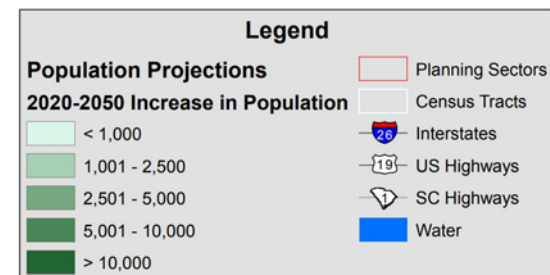 Legend
Population Projections
2020-2050 Increase in Population
< 1,000
1,001 - 2,500
2,501 - 5,000
5,001 - 10,000
> 10,000
Planning Sectors
Census Tracts
26 Interstates
19 US Highways
1 SC Highways
Water